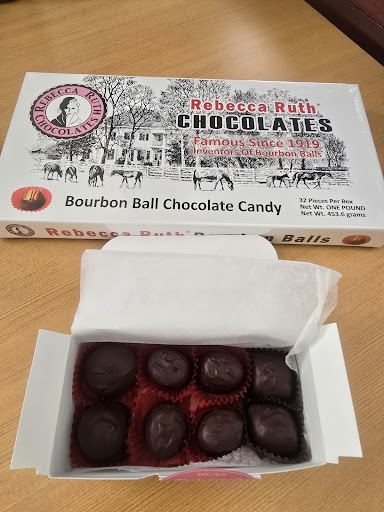 REBECCA RUTH
CHOCOLATES
Rebecca Ruth®
CHOCOLATES
Famous Since 1919
Inventors Of Bourbon Balls
Bourbon Ball Chocolate Candy
32 Pieces Per Box
Net Wt. ONE POUND
Net Wt. 453.6 grams
Rebecca Ruth® Bourbon Balls